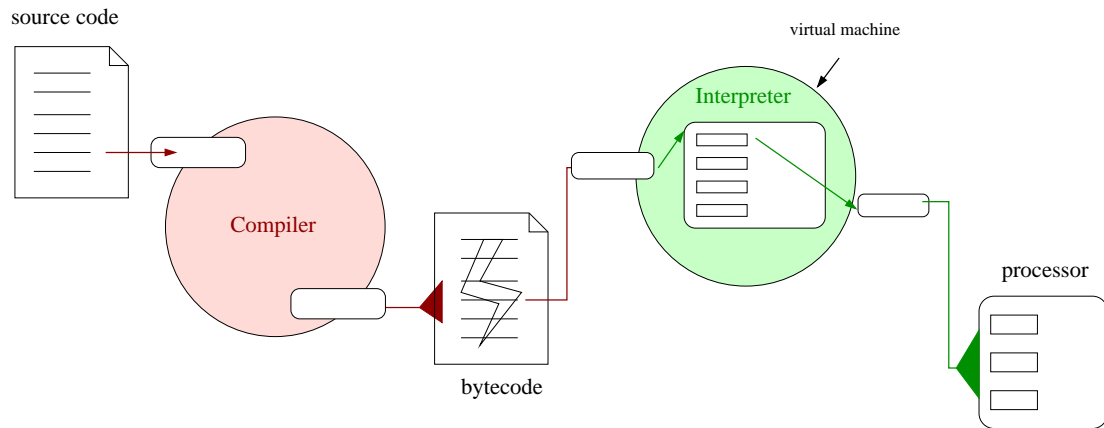 source code
virtual machine
Interpreter
Compiler
processor
bytecode